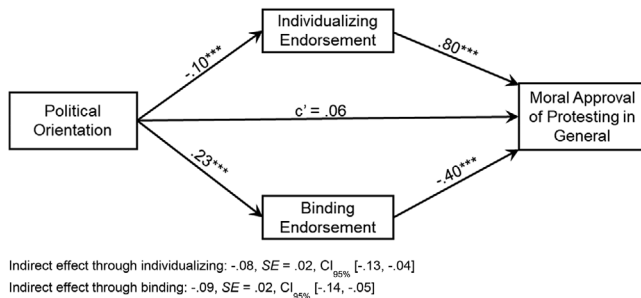 Individualizing
Endorsement
-.10***
.80***
Political
Orientation
c' = .06
Moral Approval
of Protesting in
General
.23***
-.40***
Binding
Endorsement
Indirect effect through individualizing: -.08, SE = .02, CI95% [-.13, -.04]
Indirect effect through binding: -.09, SE = .02, CI95% [-.14, -.05]